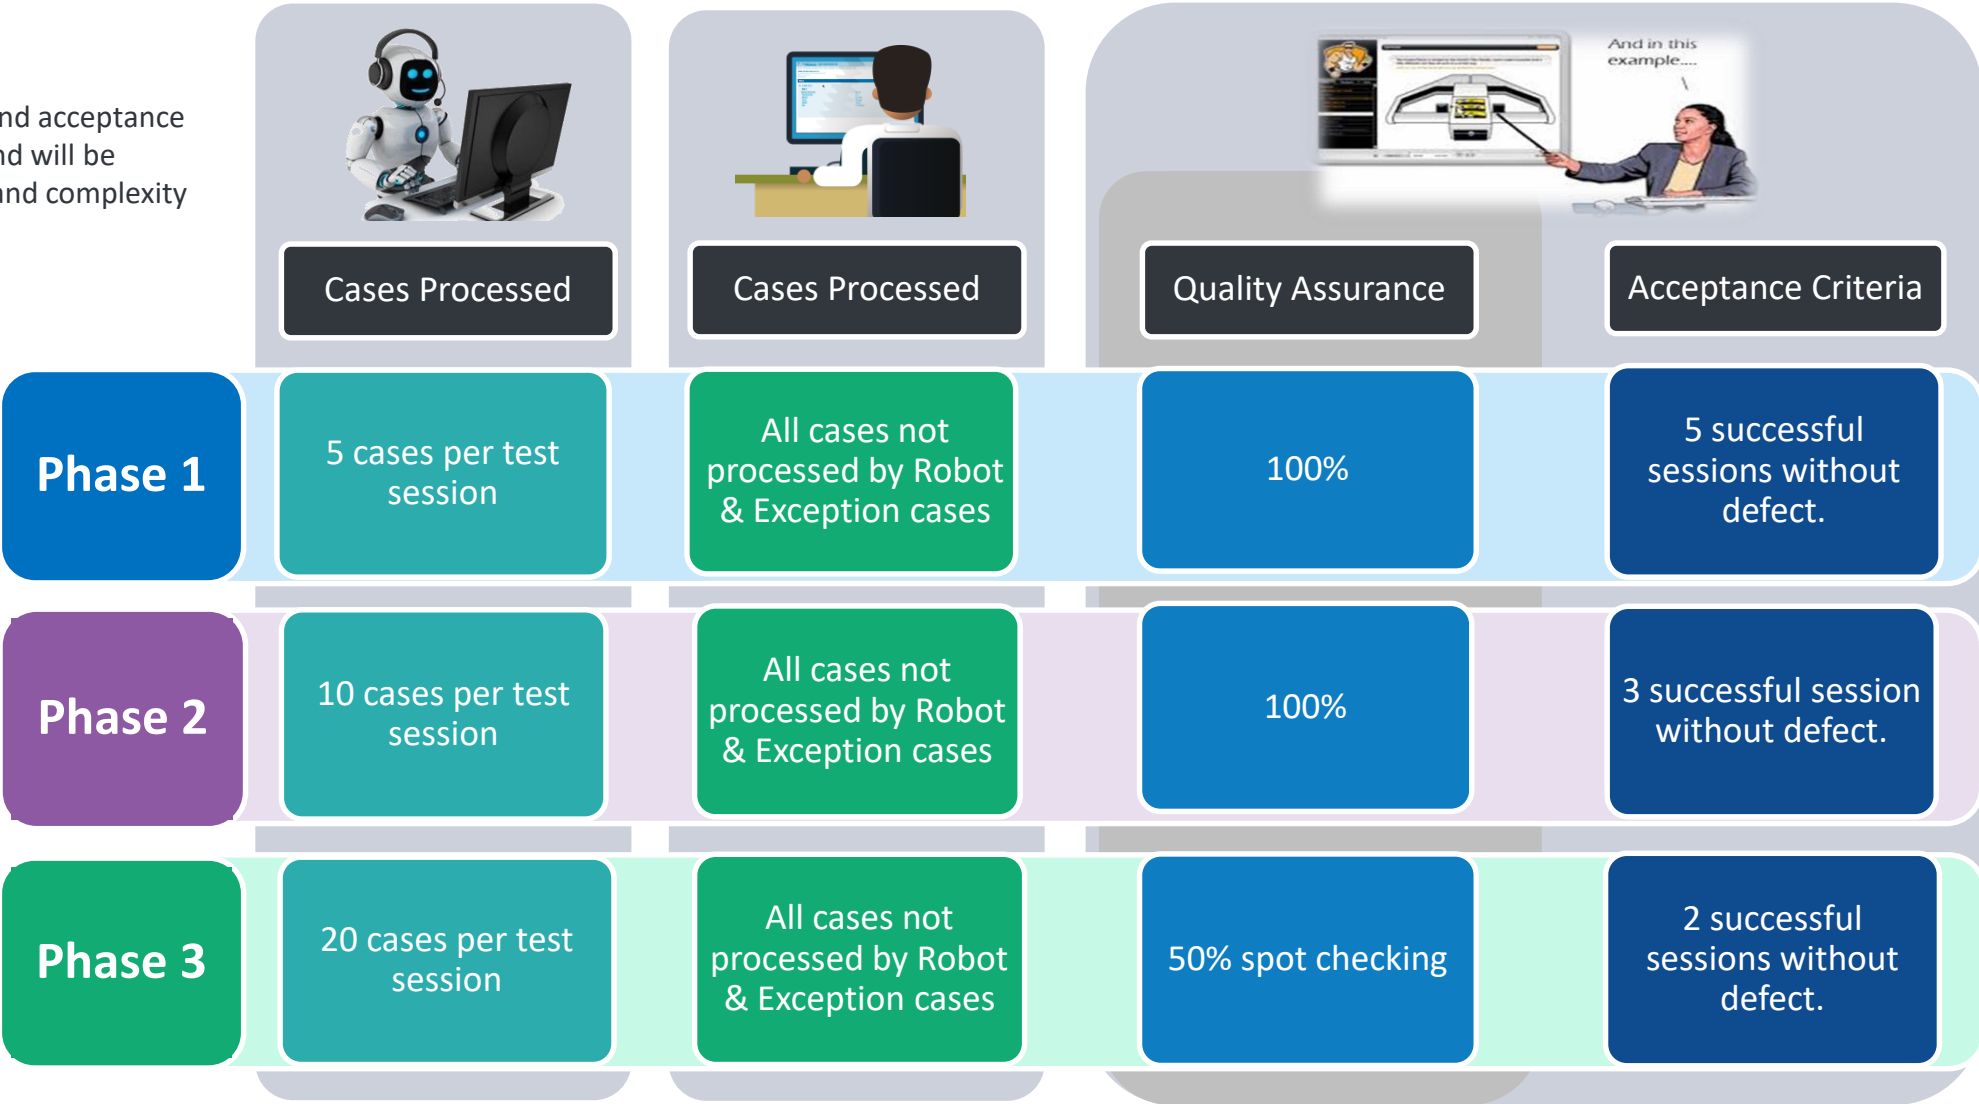 And in this
example....
nd acceptance
nd will be
and complexity
Cases Processed
Cases Processed
Quality Assurance
Acceptance Criteria
Phase 1
5 cases per test
session
All cases not
processed by Robot
& Exception cases
100%
5 successful
sessions without
defect.
Phase 2
10 cases per test
session
All cases not
processed by Robot
& Exception cases
100%
3 successful session
without defect.
Phase 3
20 cases per test
session
All cases not
processed by Robot
& Exception cases
50% spot checking
2 successful
sessions without
defect.